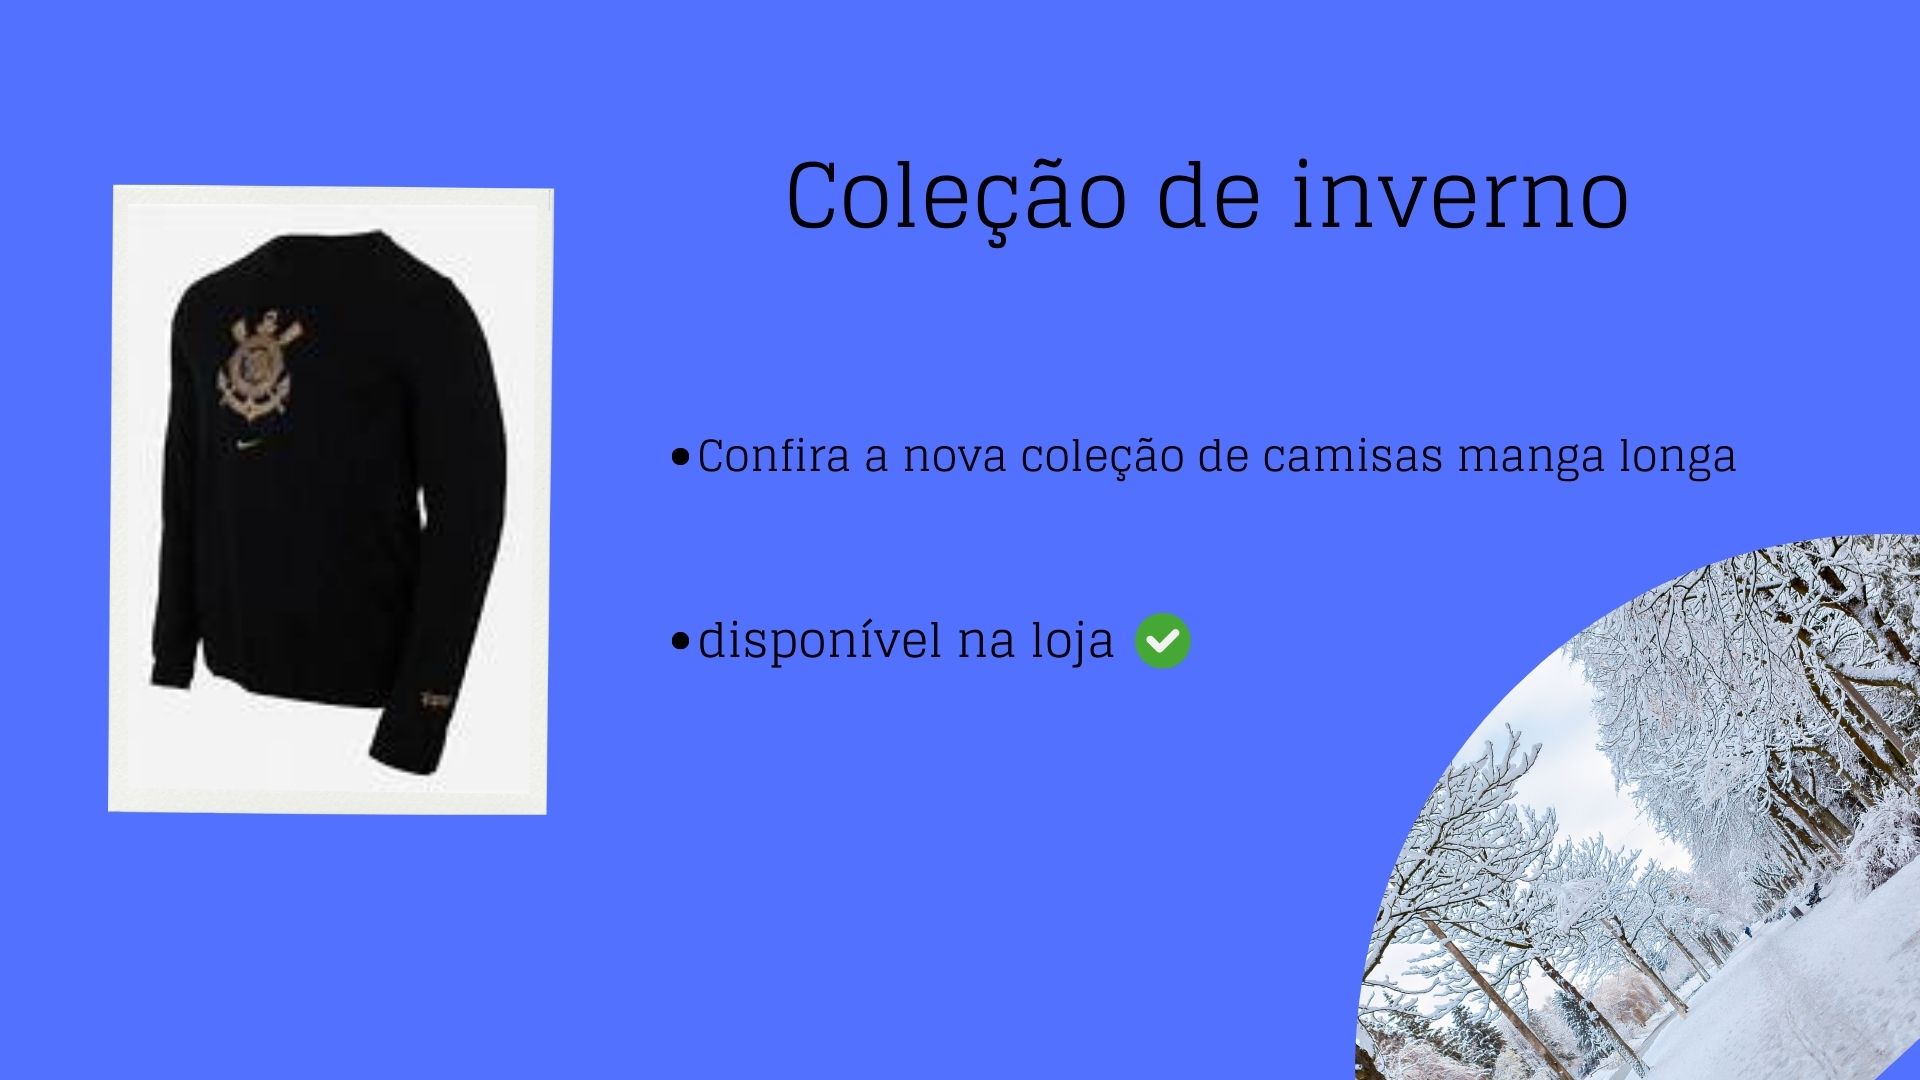 Coleção de inverno
•Confira a nova coleção de camisas manga longa
•disponível na loja ✅